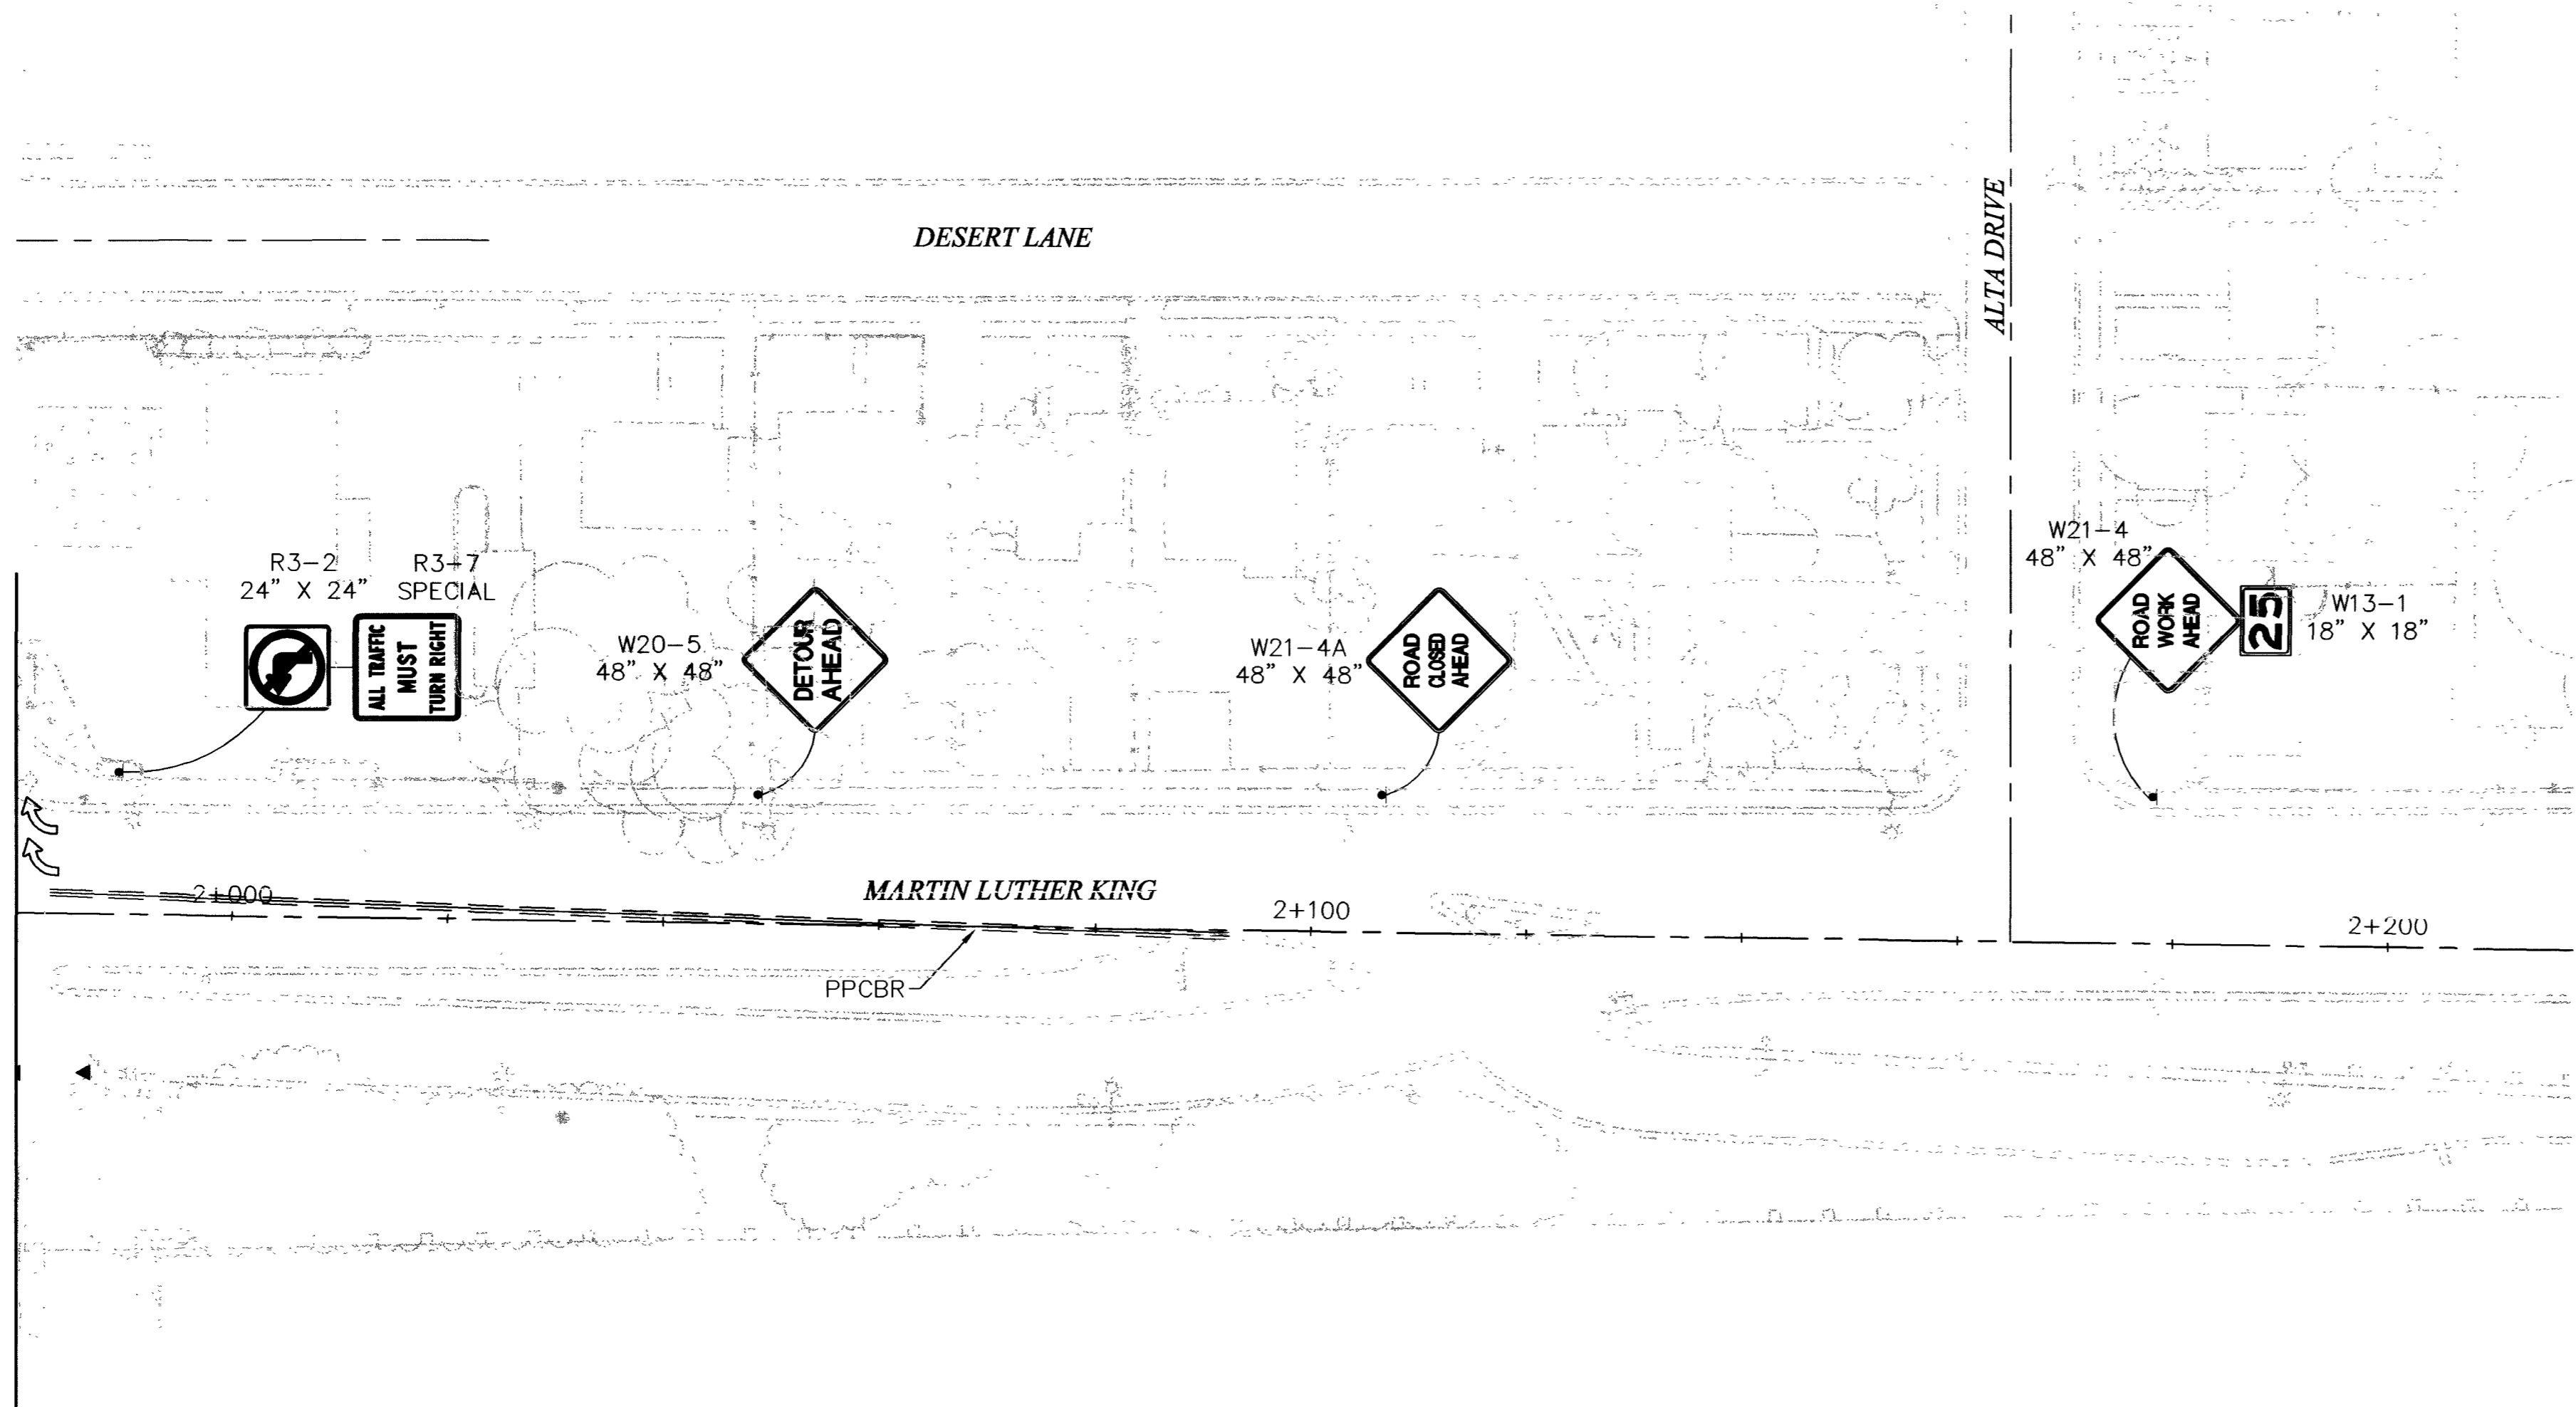 DESERT LANE
ALTA DRIVE
R3-2
24" X 24"
R3-7
SPECIAL
ALL TRAFFIC
MUST
TURN RIGHT
W20-5
48" X 48"
DETOUR
AHEAD
W21-4A
48" X 48"
ROAD
CLOSED
AHEAD
W21-4
48" X 48"
ROAD
WORK
AHEAD
25
W13-1
18" X 18"
MARTIN LUTHER KING
2+000
2+100
2+200
PPCBR